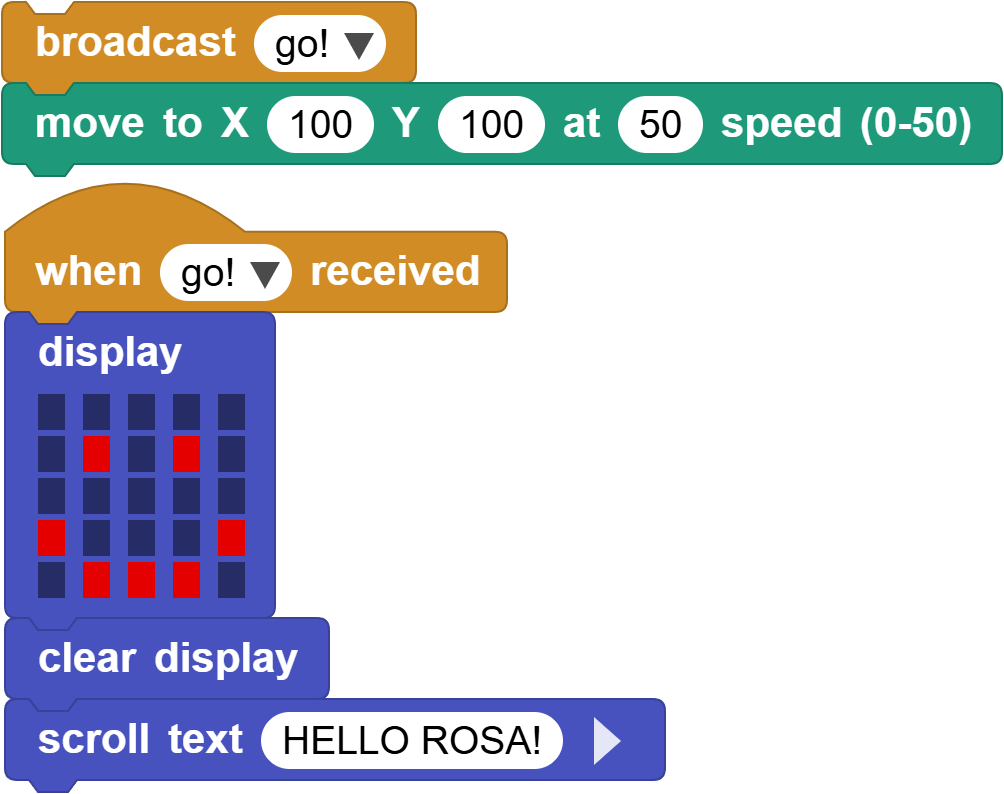 broadcast go!
move to X 100 Y 100 at 50 speed (0-50)
when go! received
display
clear display
scroll text HELLO ROSA!